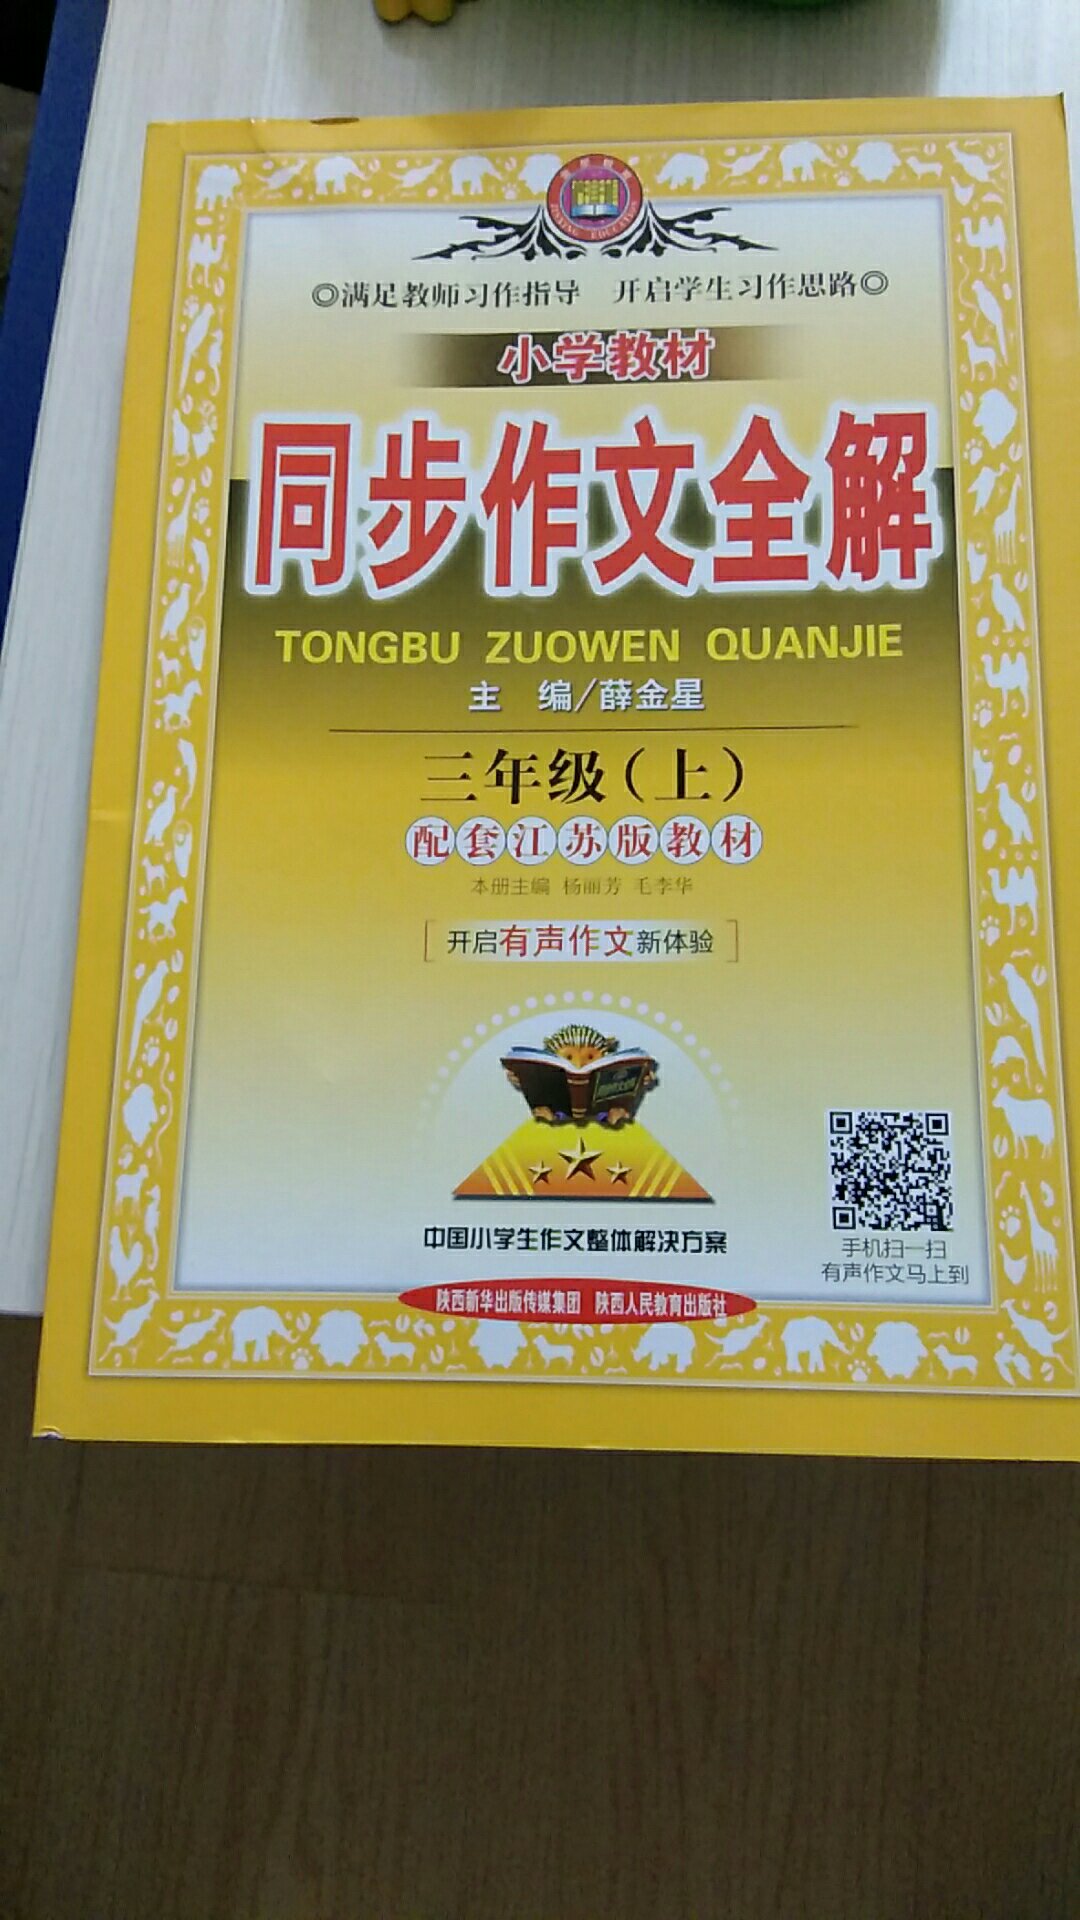 JINXING EDUCATION
◎满足教师习作指导 开启学生习作思路◎
小学教材
同步作文全解
TONGBU ZUOWEN QUANJIE
主 编/薛金星
三年级(上)
配套江苏版教材
本册主编 杨丽芳 毛李华
开启有声作文新体验
中国小学生作文整体解决方案
手机扫一扫
有声作文马上到
陕西新华出版传媒集团 陕西人民教育出版社